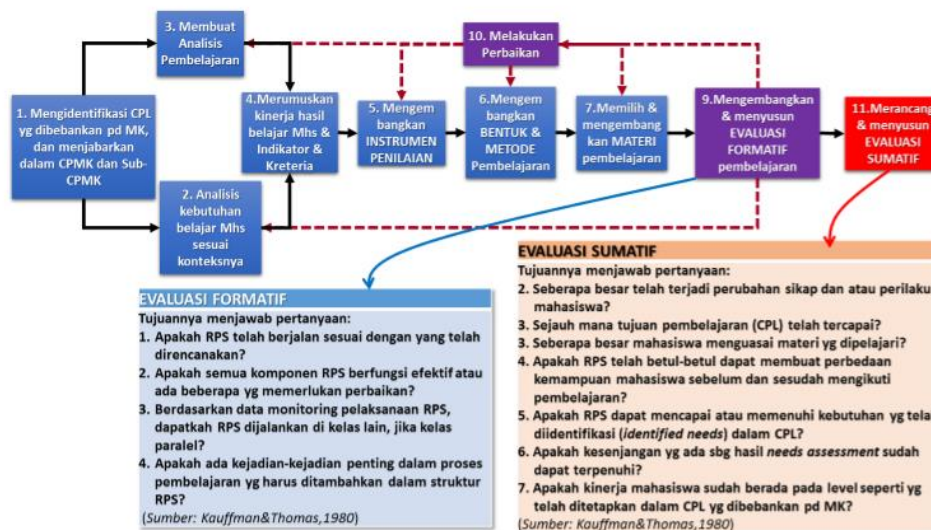 3. Membuat
Analisis
Pembelajaran
10. Melakukan
Perbaikan
1. Mengidentifikasi CPL
yg dibebankan pd MK,
dan menjabarkan
dalam CPMK dan Sub-
CPMK
4.Merumuskan
kinerja hasil
belajar Mhs &
Indikator &
Kreteria
5. Mengem
bangkan
INSTRUMEN
PENILAIAN
6.Mengem
bangkan
BENTUK &
METODE
Pembelajaran
7.Memilih &
mengembang
kan MATERI
pembelajaran
9.Mengembangkan
& menyusun
EVALUASI
FORMATIF
pembelajaran
11.Merancang
& menyusun
EVALUASI
SUMATIF
2. Analisis
kebutuhan
belajar Mhs
sesuai
konteksnya
EVALUASI FORMATIF
Tujuannya menjawab pertanyaan:
1. Apakah RPS telah berjalan sesuai dengan yang telah
direncanakan?
2. Apakah semua komponen RPS berfungsi efektif atau
ada beberapa yg memerlukan perbaikan?
3. Berdasarkan data monitoring pelaksanaan RPS,
dapatkah RPS dijalankan di kelas lain, jika kelas
paralel?
4. Apakah ada kejadian-kejadian penting dalam proses
pembelajaran yg harus ditambahkan dalam struktur
RPS?
(Sumber: Kauffman&Thomas,1980)
EVALUASI SUMATIF
Tujuannya menjawab pertanyaan:
2. Seberapa besar telah terjadi perubahan sikap dan atau perilaku
mahasiswa?
3. Sejauh mana tujuan pembelajaran (CPL) telah tercapai?
3. Seberapa besar mahasiswa menguasai materi yg dipelajari?
4. Apakah RPS telah betul-betul dapat membuat perbedaan
kemampuan mahasiswa sebelum dan sesudah mengikuti
pembelajaran?
5. Apakah RPS dapat mencapai atau memenuhi kebutuhan yg tela
diidentifikasi (identified needs) dalam CPL?
6. Apakah kesenjangan yg ada sbg hasil needs assessment sudah
dapat terpenuhi?
7. Apakah kinerja mahasiswa sudah berada pada level seperti yg
telah ditetapkan dalam CPL yg dibebankan pd MK?
(Sumber: Kauffman&Thomas,1980)